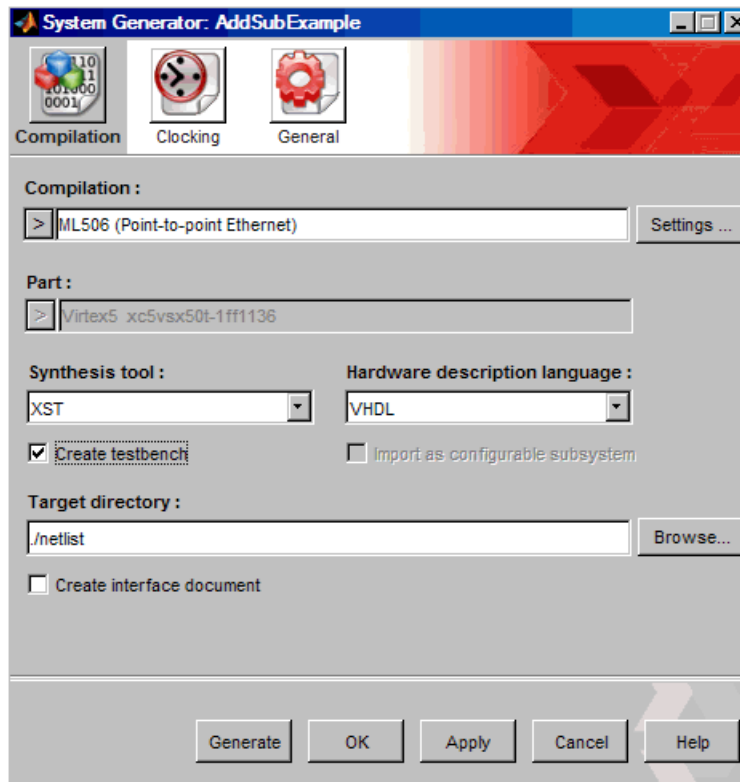 System Generator: AddSubExample
Compilation
Clocking
General
Compilation :
> ML506 (Point-to-point Ethernet) Settings ...
Part :
> Virtex5 xc5vsx50t-1ff1136
Synthesis tool : Hardware description language :
XST VHDL
Create testbench Import as configurable subsystem
Target directory :
./netlist Browse...
Create interface document
Generate OK Apply Cancel Help